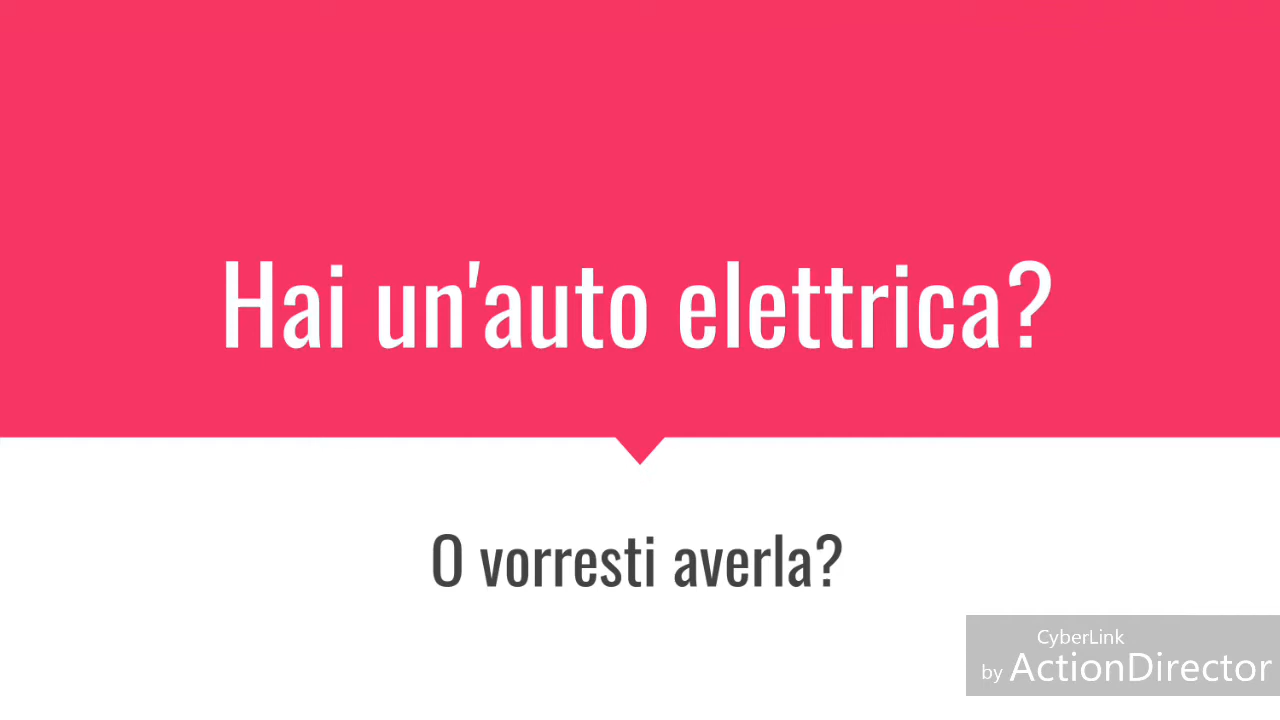 Hai un'auto elettrica?
O vorresti averla?
CyberLink
by ActionDirector